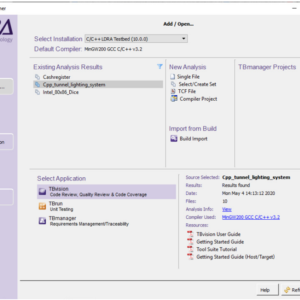 Add / Open...
Select Installation C/C++ LDRA Testbed (10.0.0)
Default Compiler: MinGW200 GCC C/C++ v3.2
Existing Analysis Results
Cashregister
Cpp_tunnel_lighting_system
Intel_80x86_Dica
New Analysis
Single File
Select/Create Set
TCF File
Compiler Project
Import from Build
Build Import
TBmanager Projects
Select Application
TBvision
Code Review, Quality Review & Code Coverage
TBrun
Unit Testing
TBmanager
Requirements Management/Traceability
Source Selected: Cpp_tunnel_lighting_system
Results: Results found
Date: Mon May 4 14:13:12 2020
Files: 10
Analysis Info: View
Compiler Used: MinGW200 GCC C/C++ v3.2
Resources:
TBvision User Guide
Getting Started Guide
Tool Suite Tutorial
Getting Started Guide (Host/Target)
Help